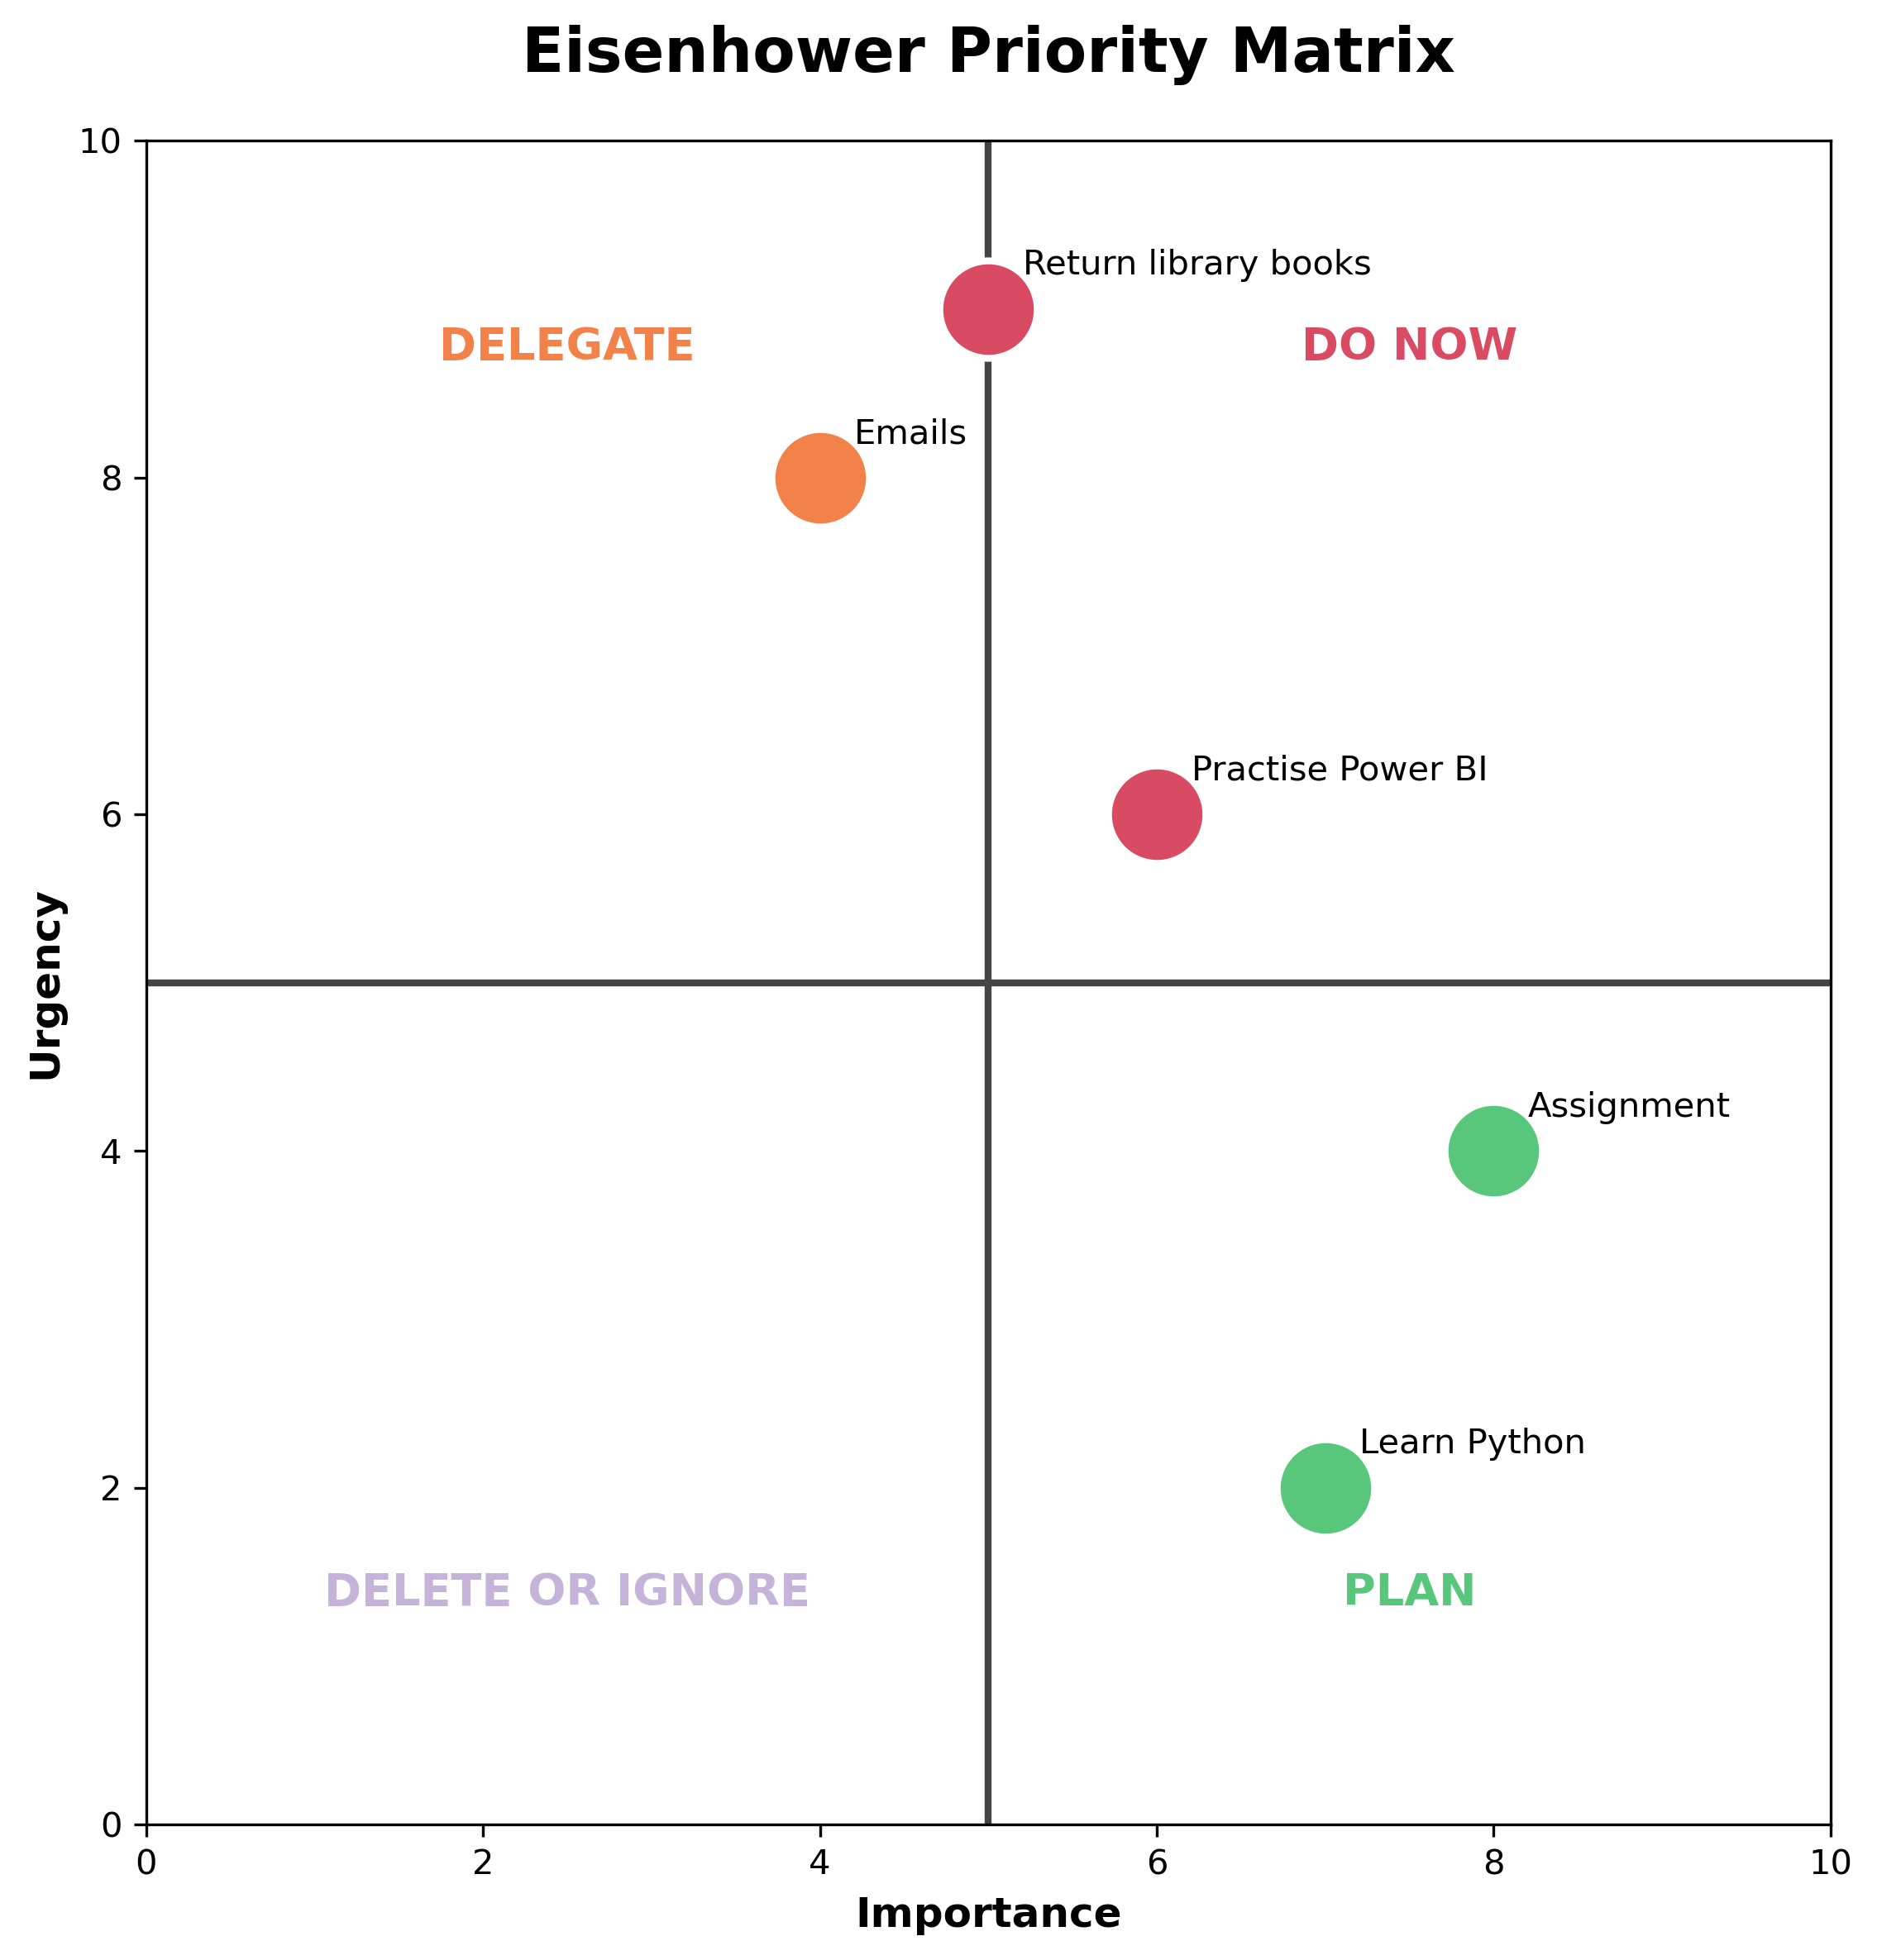 Eisenhower Priority Matrix
10
Return library books
DELEGATE
DO NOW
Emails
8
Practise Power BI
6
Urgency
Assignment
4
Learn Python
2
DELETE OR IGNORE
PLAN
0
0 2 4 6 8 10
Importance